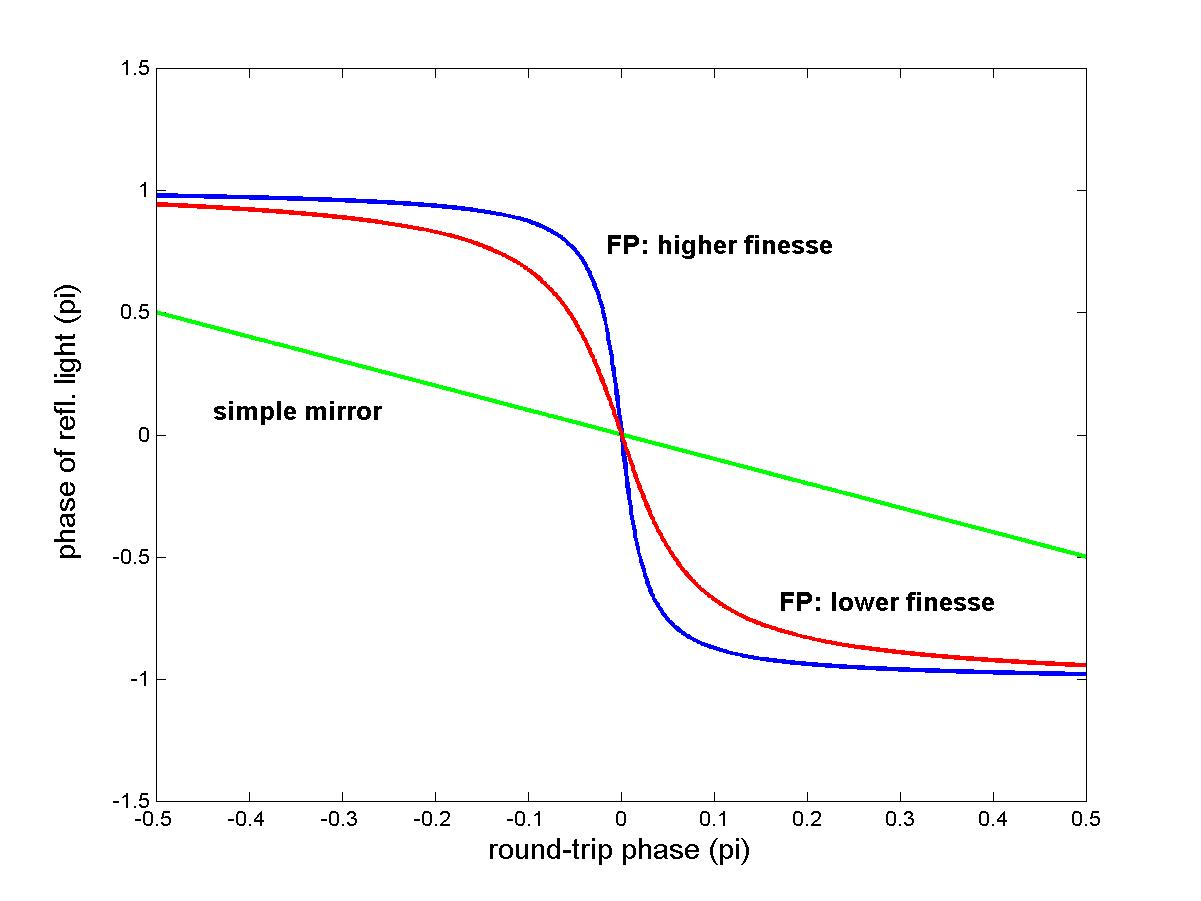 1.5
1
FP: higher finesse
0.5
simple mirror
0
-0.5
FP: lower finesse
-1
-1.5
-0.5 -0.4 -0.3 -0.2 -0.1 0 0.1 0.2 0.3 0.4 0.5
round-trip phase (pi)
phase of refl. light (pi)